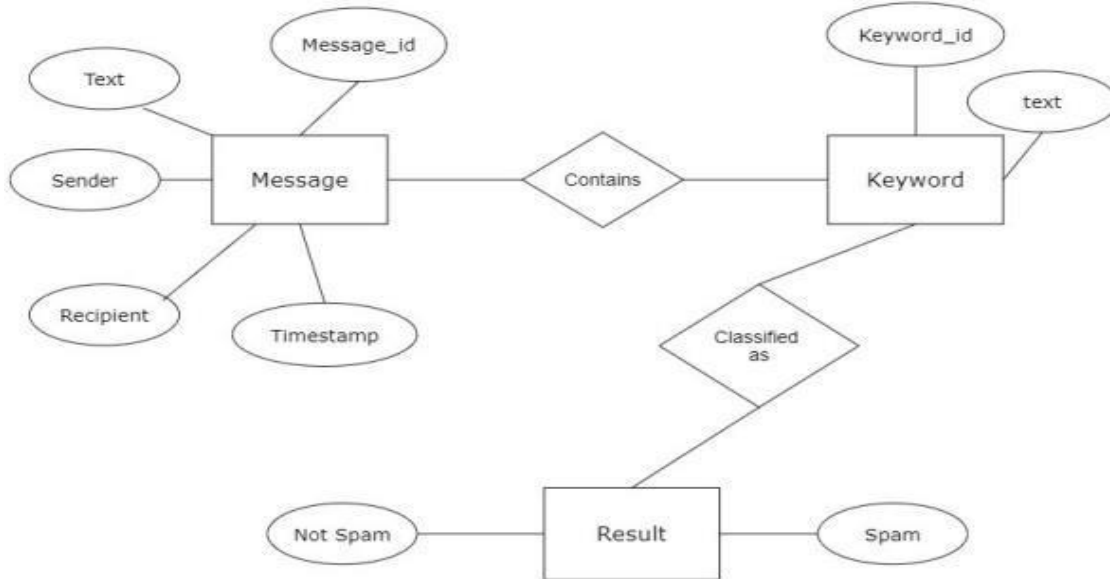 Message_id
Keyword_id
Text
text
Sender
Message
Contains
Keyword
Recipient
Timestamp
Classified
as
Not Spam
Result
Spam